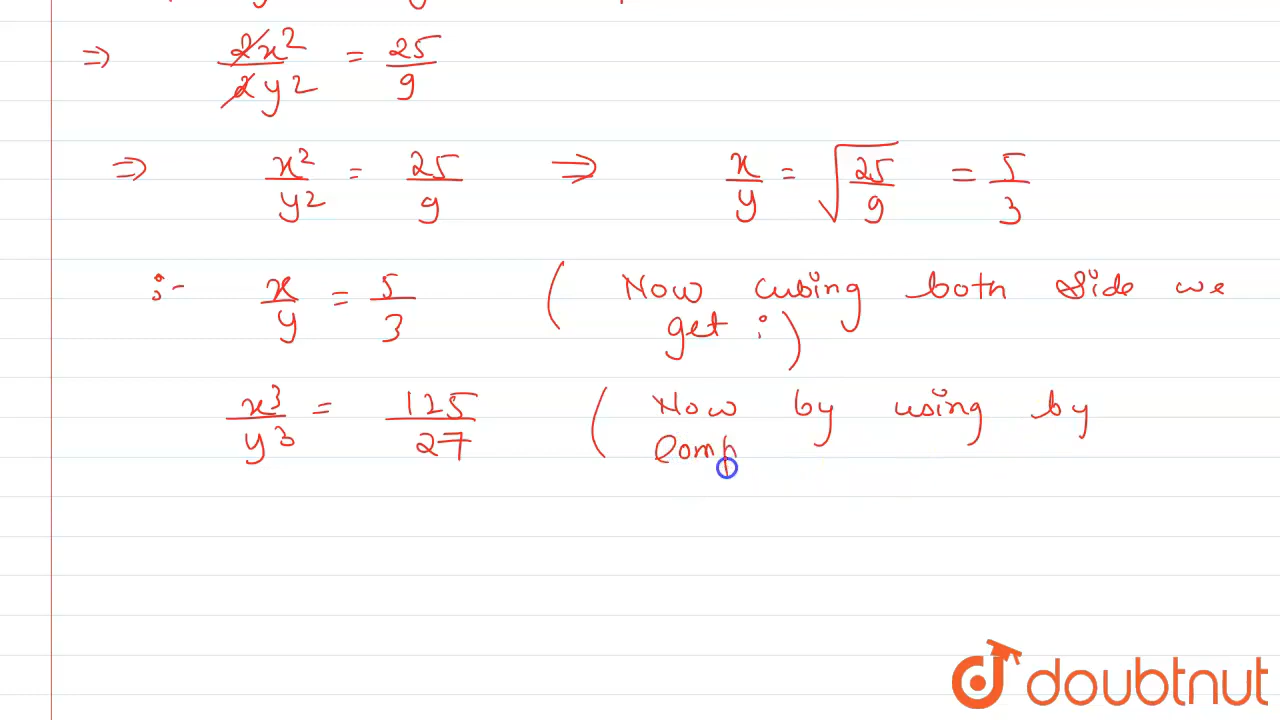 ⇒ 2x²/2y² = 25/9
⇒ x²/y² = 25/9 ⇒ x/y = √(25/9) = 5/3
∴- x/y = 5/3 ( Now cubing both side we
get : )
x³/y³ = 125/27 ( Now by using by
Comp
doubtnut